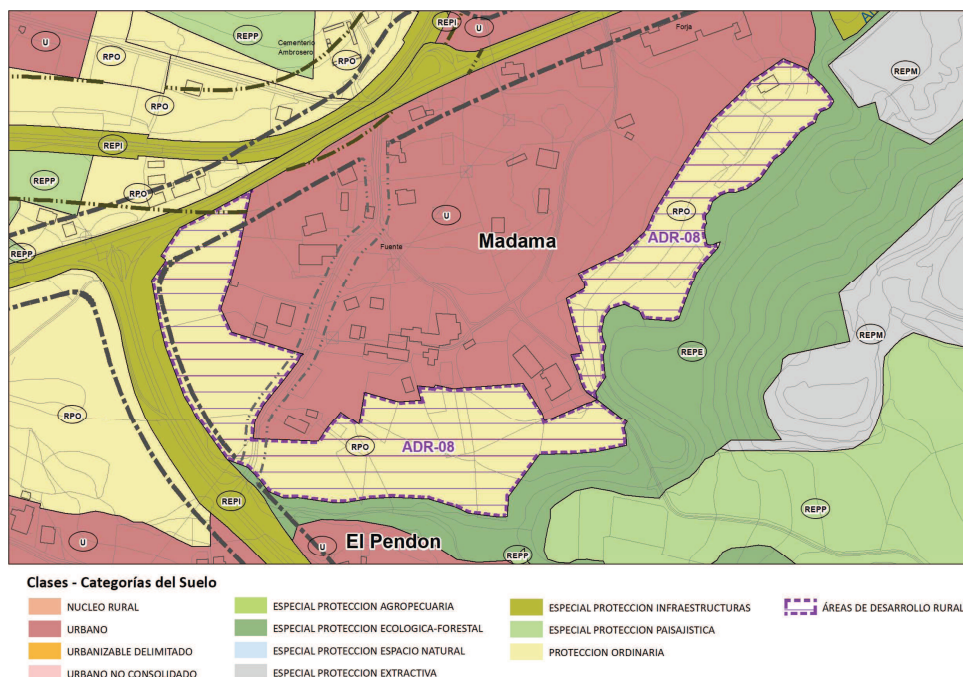 REPI
U
U
REPP
RPO
Cementerio
Ambrosero
RPO
Forja
REPM
RPO
REPI
REPP
RPO
U
RPO
Madama
ADR-08
Fuente
REPP
REPM
REPE
RPO
RPO
ADR-08
REPI
REPP
U
U
El Pendon
REPP
Clases - Categorías del Suelo
NUCLEO RURAL
URBANO
URBANIZABLE DELIMITADO
URBANO NO CONSOLIDADO
ESPECIAL PROTECCION AGROPECUARIA
ESPECIAL PROTECCION ECOLOGICA-FORESTAL
ESPECIAL PROTECCION ESPACIO NATURAL
ESPECIAL PROTECCION EXTRACTIVA
ESPECIAL PROTECCION INFRAESTRUCTURAS
ESPECIAL PROTECCION PAISAJISTICA
PROTECCION ORDINARIA
ÁREAS DE DESARROLLO RURAL